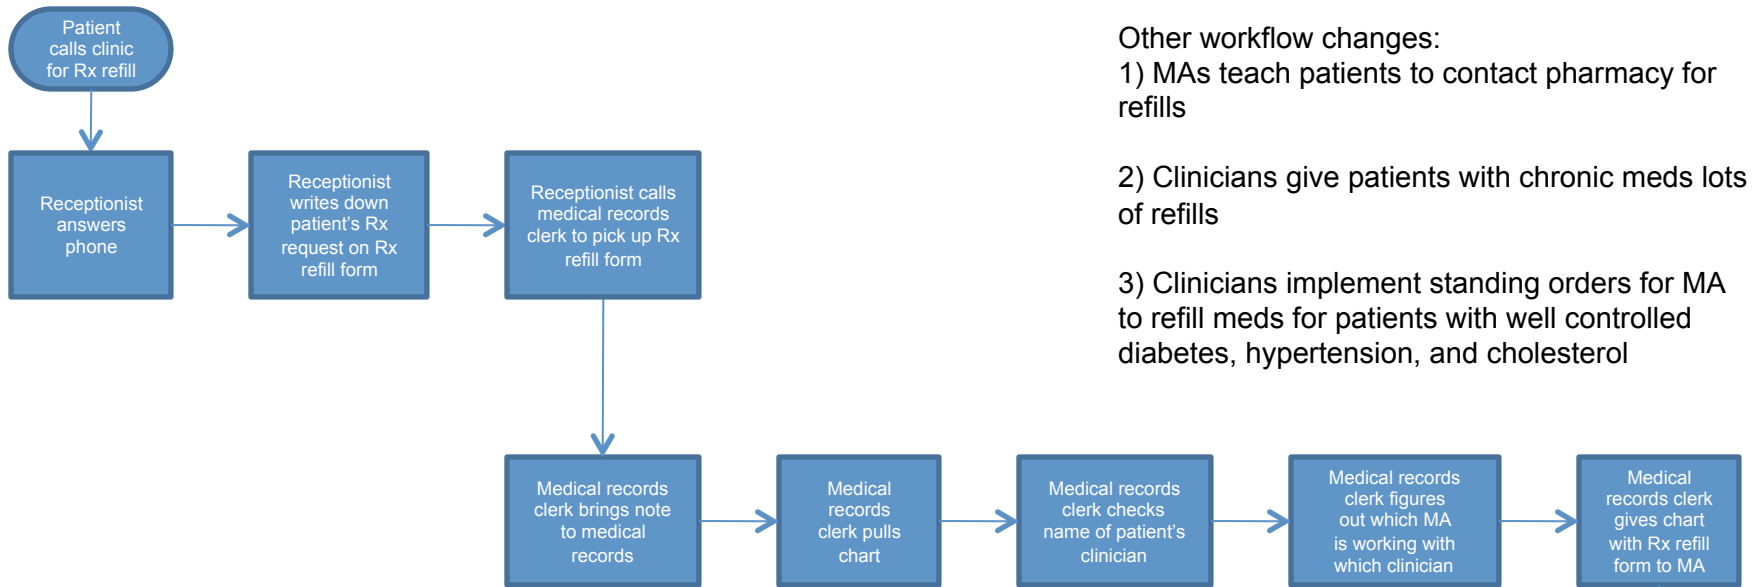 Patient
calls clinic
for Rx refill
Other workflow changes:
1) MAs teach patients to contact pharmacy for
refills
2) Clinicians give patients with chronic meds lots
of refills
3) Clinicians implement standing orders for MA
to refill meds for patients with well controlled
diabetes, hypertension, and cholesterol
Receptionist
answers
phone
Receptionist
writes down
patient’s Rx
request on Rx
refill form
Receptionist calls
medical records
clerk to pick up Rx
refill form
Medical records
clerk brings note
to medical
records
Medical
records
clerk pulls
chart
Medical records
clerk checks
name of patient’s
clinician
Medical records
clerk figures
out which MA
is working with
which clinician
Medical
records clerk
gives chart
with Rx refill
form to MA